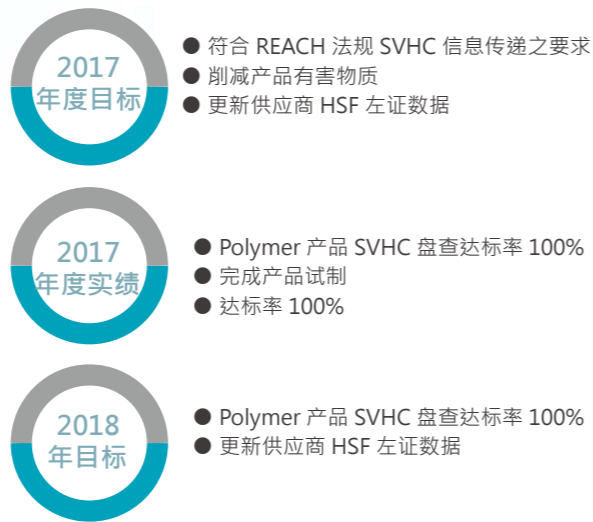 2017
年度目标
● 符合 REACH 法规 SVHC 信息传递之要求
● 削减产品有害物质
● 更新供应商 HSF 左证数据
2017
年度实绩
● Polymer 产品 SVHC 盘查达标率 100%
● 完成产品试制
● 达标率 100%
2018
年目标
● Polymer 产品 SVHC 盘查达标率 100%
● 更新供应商 HSF 左证数据